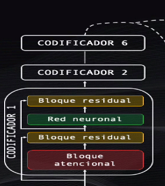 CODIFICADOR 6
CODIFICADOR 2
CODIFICADOR 1
Bloque residual
Red neuronal
Bloque residual
Bloque
atencional